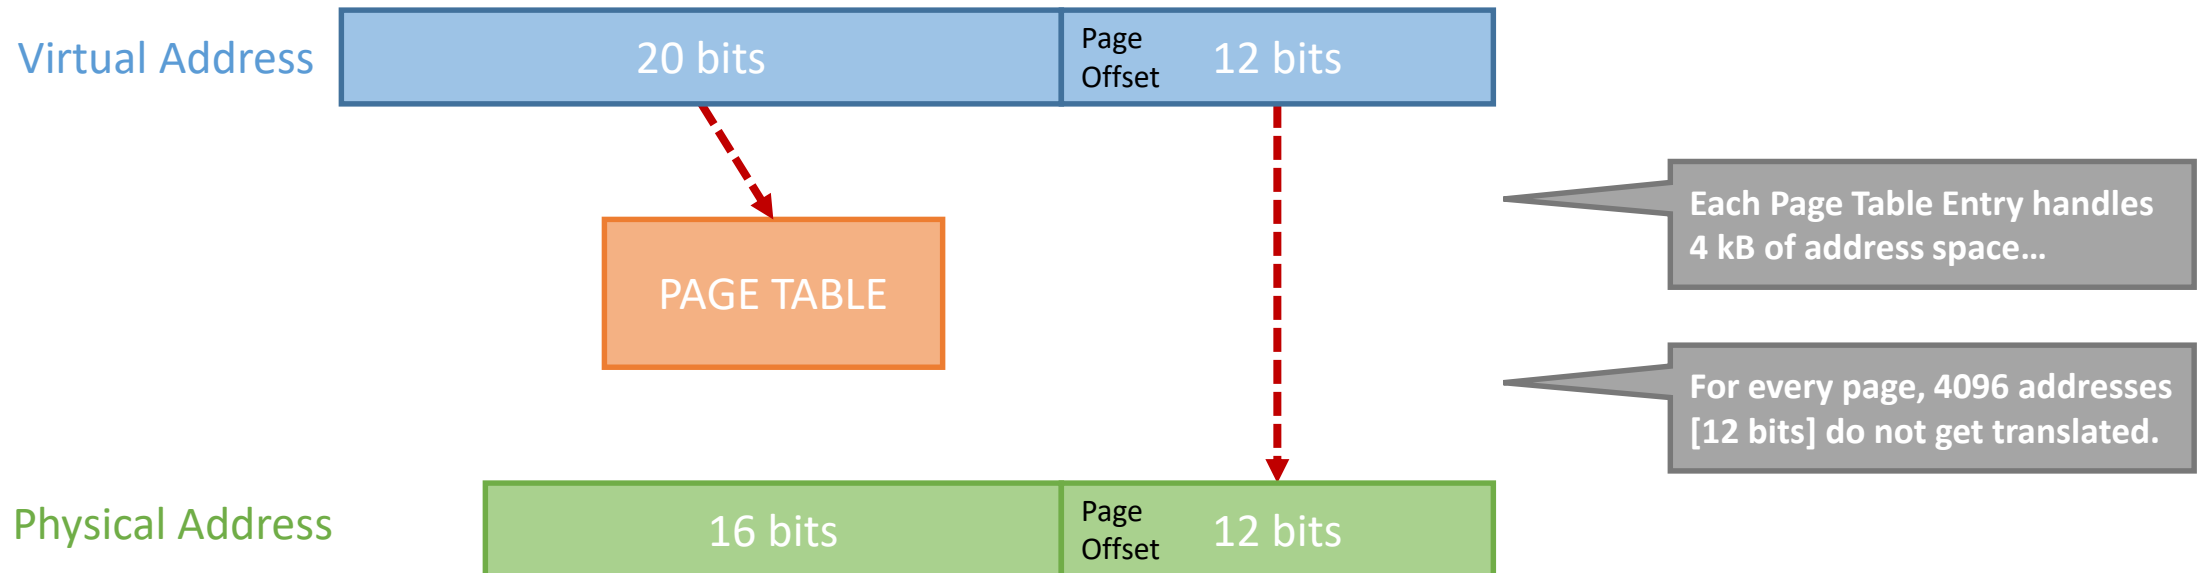 Virtual Address
20 bits
Page
Offset
12 bits
Each Page Table Entry handles
4 kB of address space…
PAGE TABLE
For every page, 4096 addresses
[12 bits] do not get translated.
Physical Address
16 bits
Page
Offset
12 bits